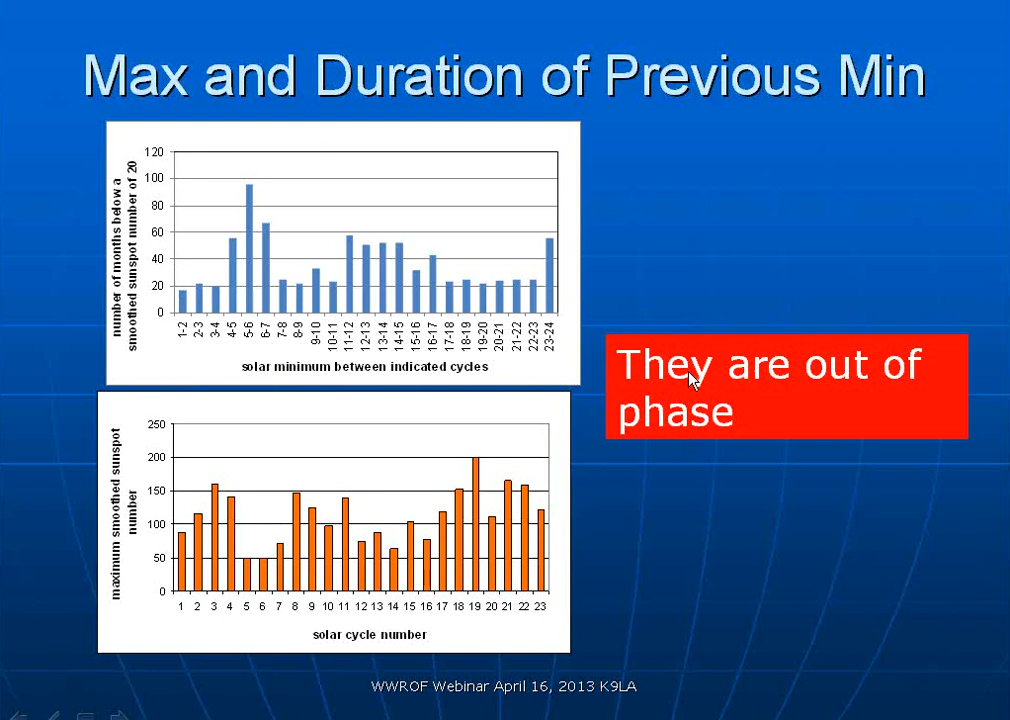 Max and Duration of Previous Min
number of months below a
smoothed sunspot number of 20
120
100
80
60
40
20
0
1-2 2-3 3-4 4-5 5-6 6-7 7-8 8-9 9-10 10-11 11-12 12-13 13-14 14-15 15-16 16-17 17-18 18-19 19-20 20-21 21-22 22-23 23-24
solar minimum between indicated cycles
They are out of
phase
maximum smoothed sunspot
number
250
200
150
100
50
0
1 2 3 4 5 6 7 8 9 10 11 12 13 14 15 16 17 18 19 20 21 22 23
solar cycle number
WWROF Webinar April 16, 2013 K9LA